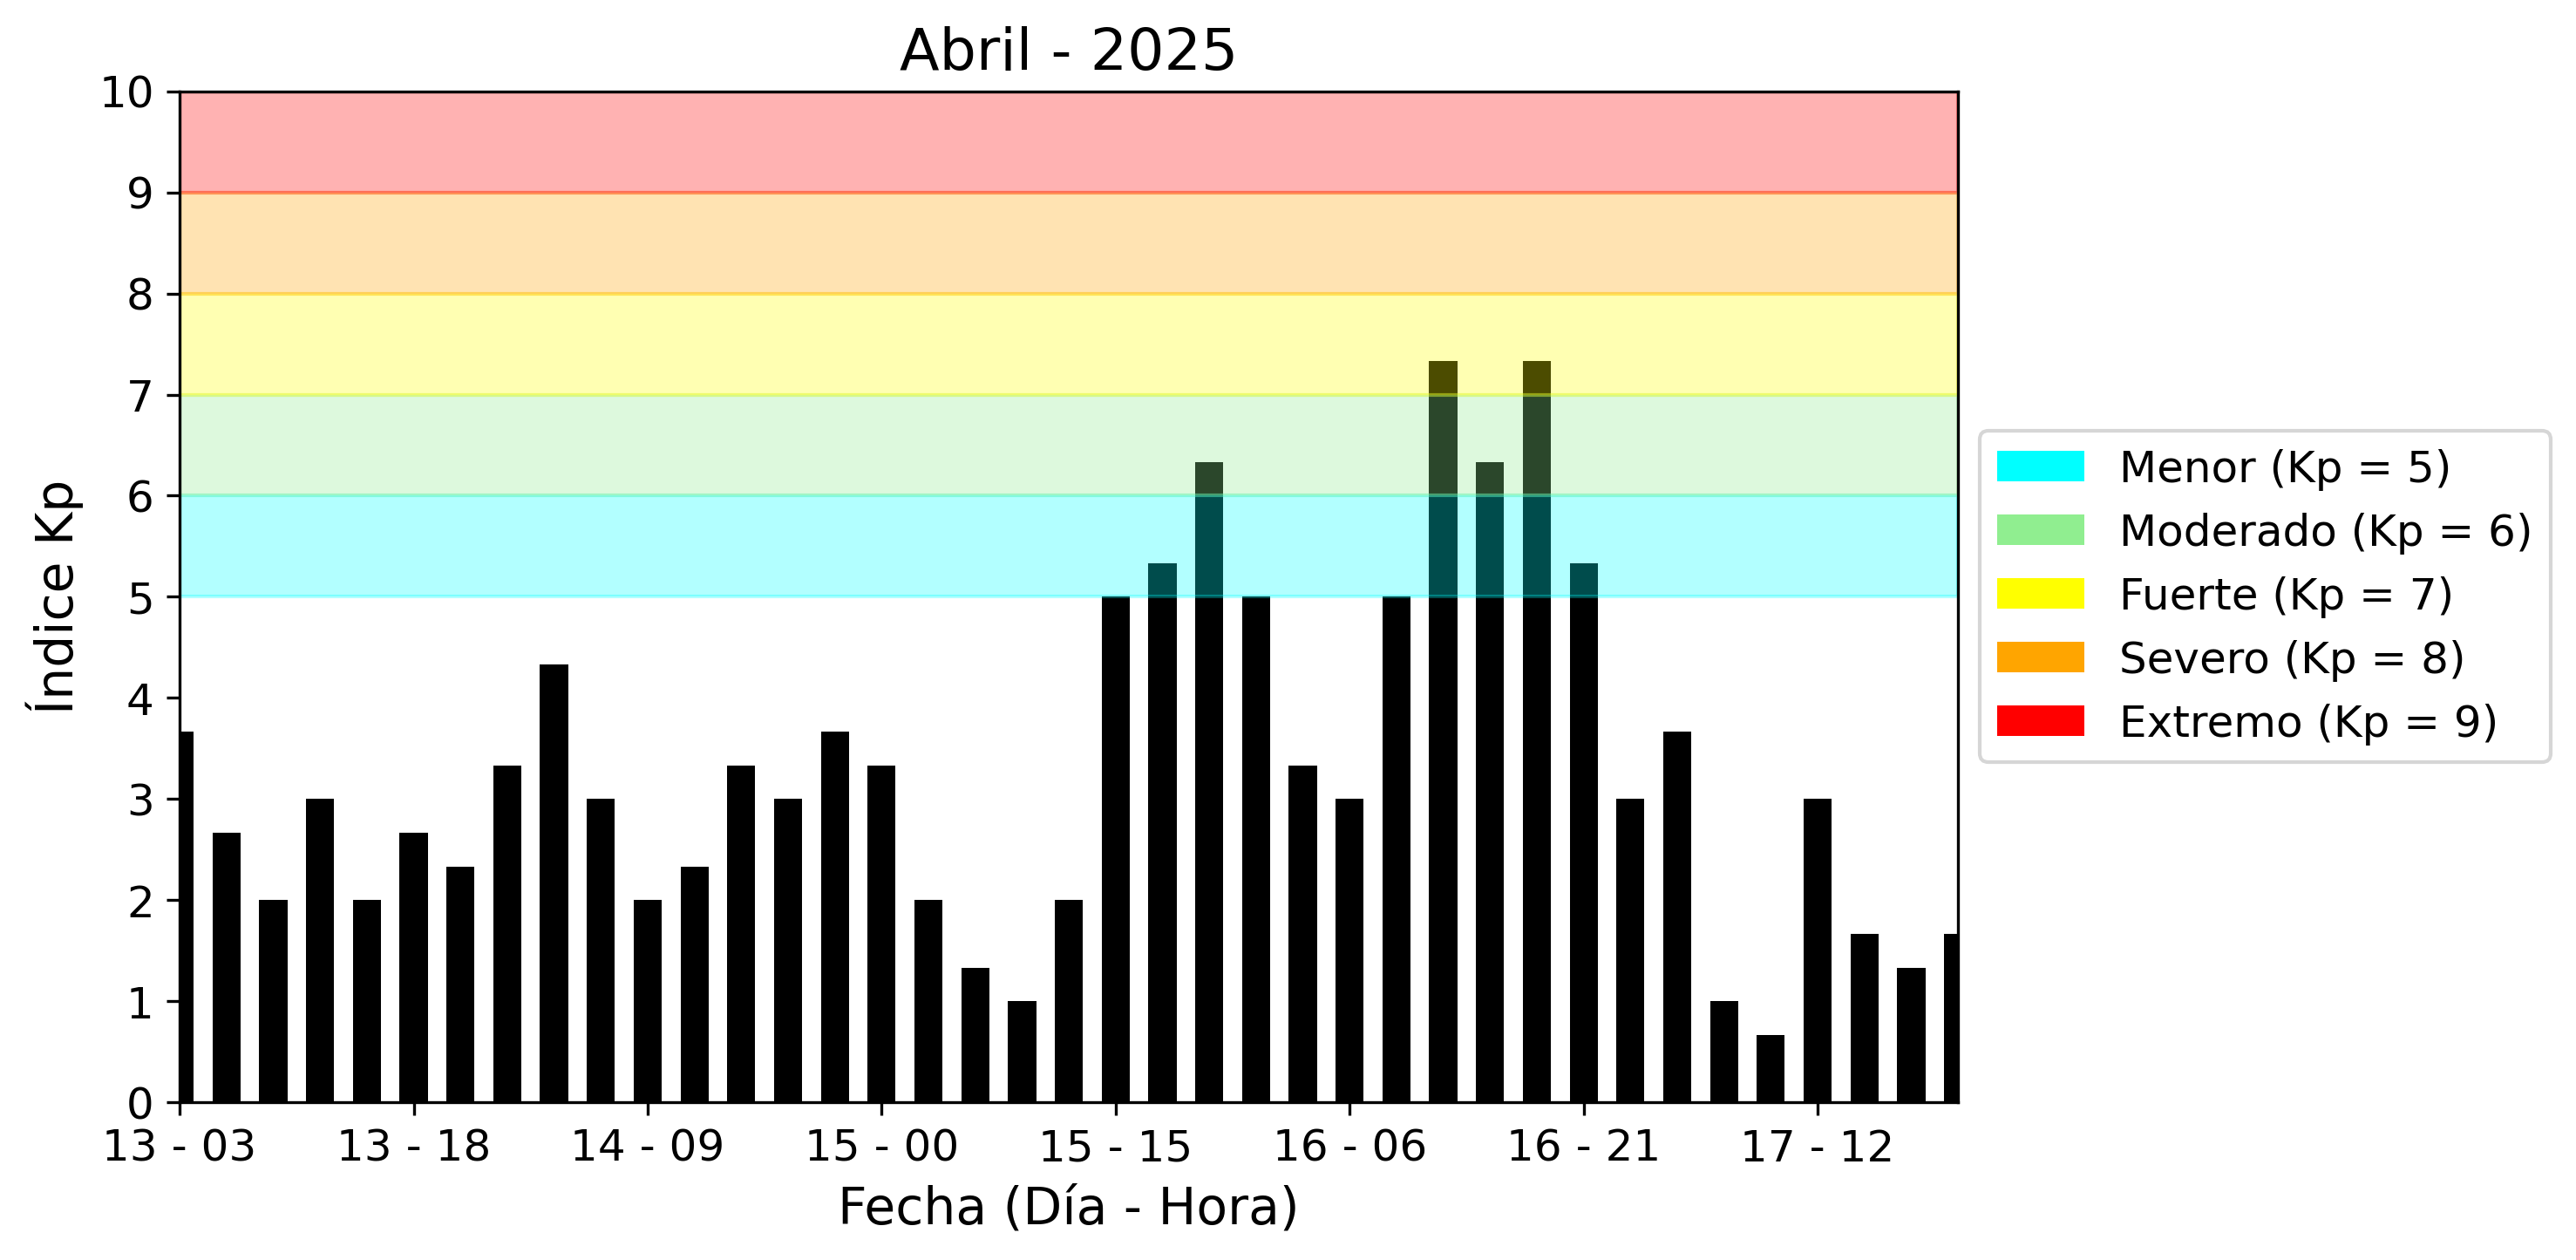 Abril - 2025
10
9
8
7
6
5
4
3
2
1
0
Índice Kp
13 - 03
13 - 18
14 - 09
15 - 00
15 - 15
16 - 06
16 - 21
17 - 12
Fecha (Día - Hora)
Menor (Kp = 5)
Moderado (Kp = 6)
Fuerte (Kp = 7)
Severo (Kp = 8)
Extremo (Kp = 9)